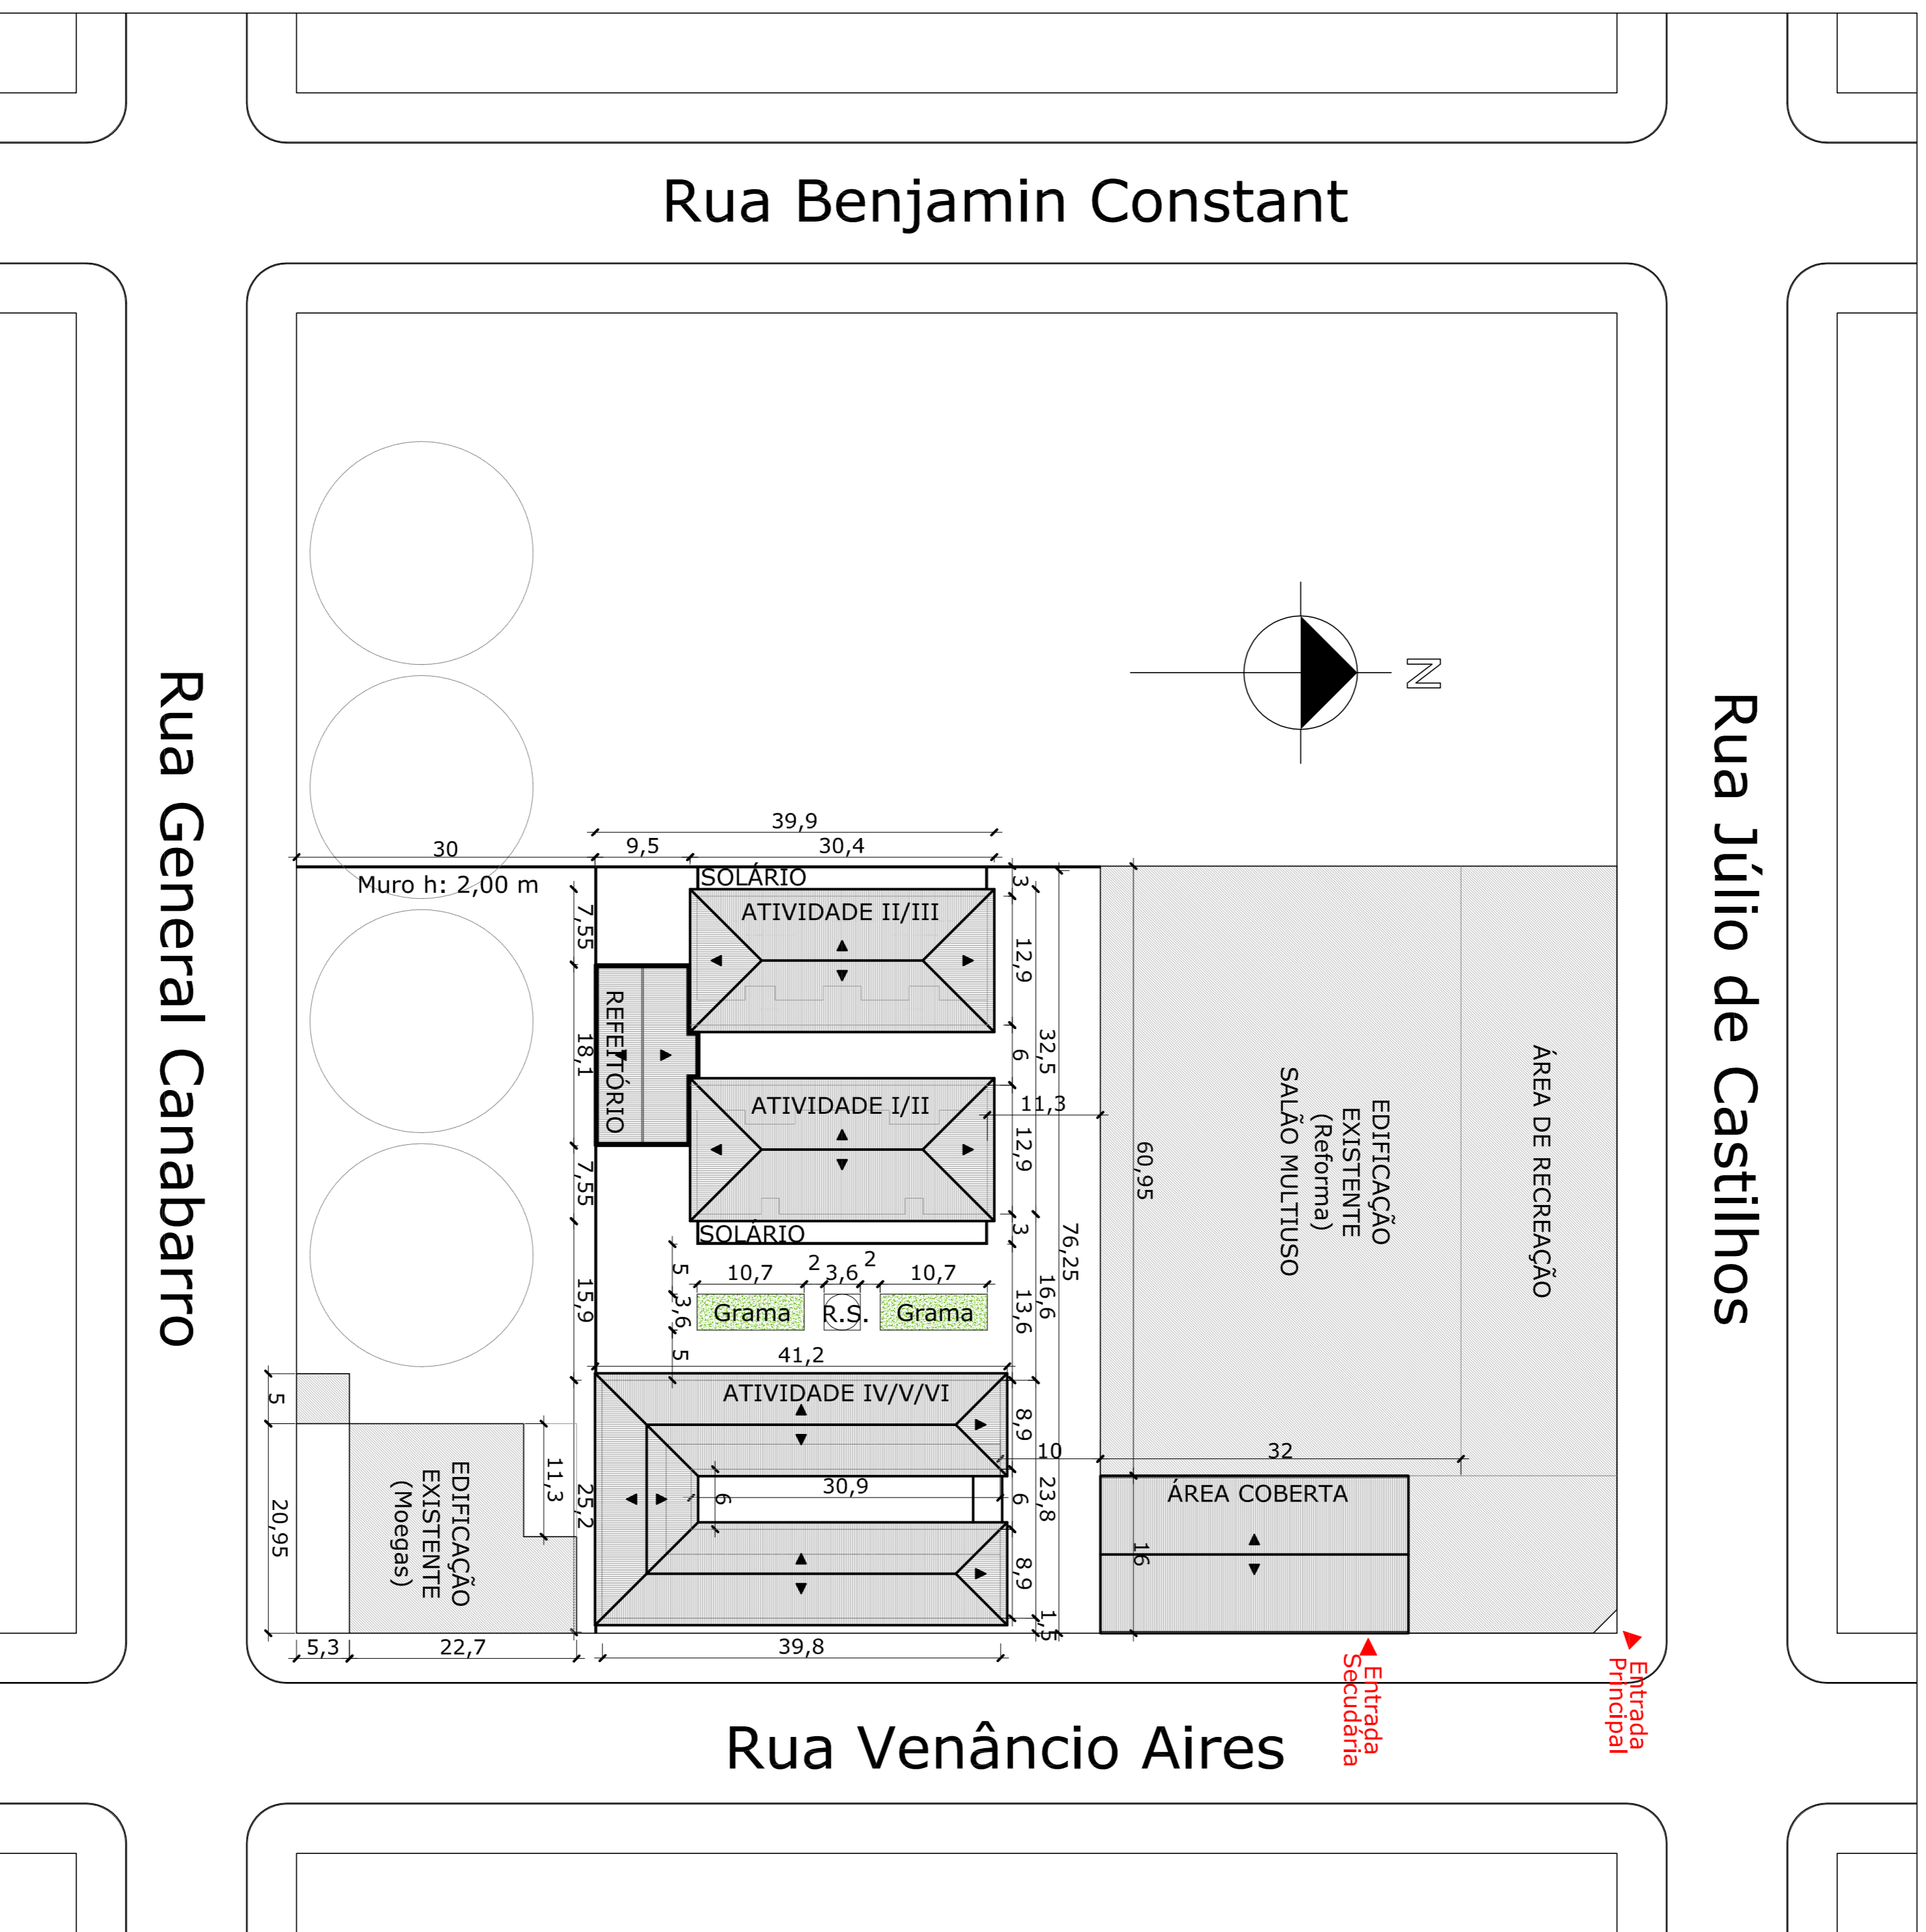 Rua Benjamin Constant
Rua General Canabarro
Rua Júlio de Castilhos
N
39,9
30
9,5
30,4
Muro h: 2,00 m
SOLÁRIO
3
7,55
ATIVIDADE II/III
12,9
REFEITÓRIO
18,1
6
32,5
ATIVIDADE I/II
11,3
12,9
60,95
7,55
SOLÁRIO
3
76,25
EDIFICAÇÃO
EXISTENTE
(Reforma)
SALÃO MULTIUSO
ÁREA DE RECREAÇÃO
5
10,7
2
3,6
2
10,7
15,9
3,6
Grama
R.S.
Grama
13,6
16,6
5
41,2
ATIVIDADE IV/V/VI
8,9
5
10
32
11,3
25,2
6
30,9
6
23,8
ÁREA COBERTA
16
20,95
EDIFICAÇÃO
EXISTENTE
(Moegas)
8,9
1,5
5,3
22,7
39,8
Entrada
Secudária
Entrada
Principal
Rua Venâncio Aires